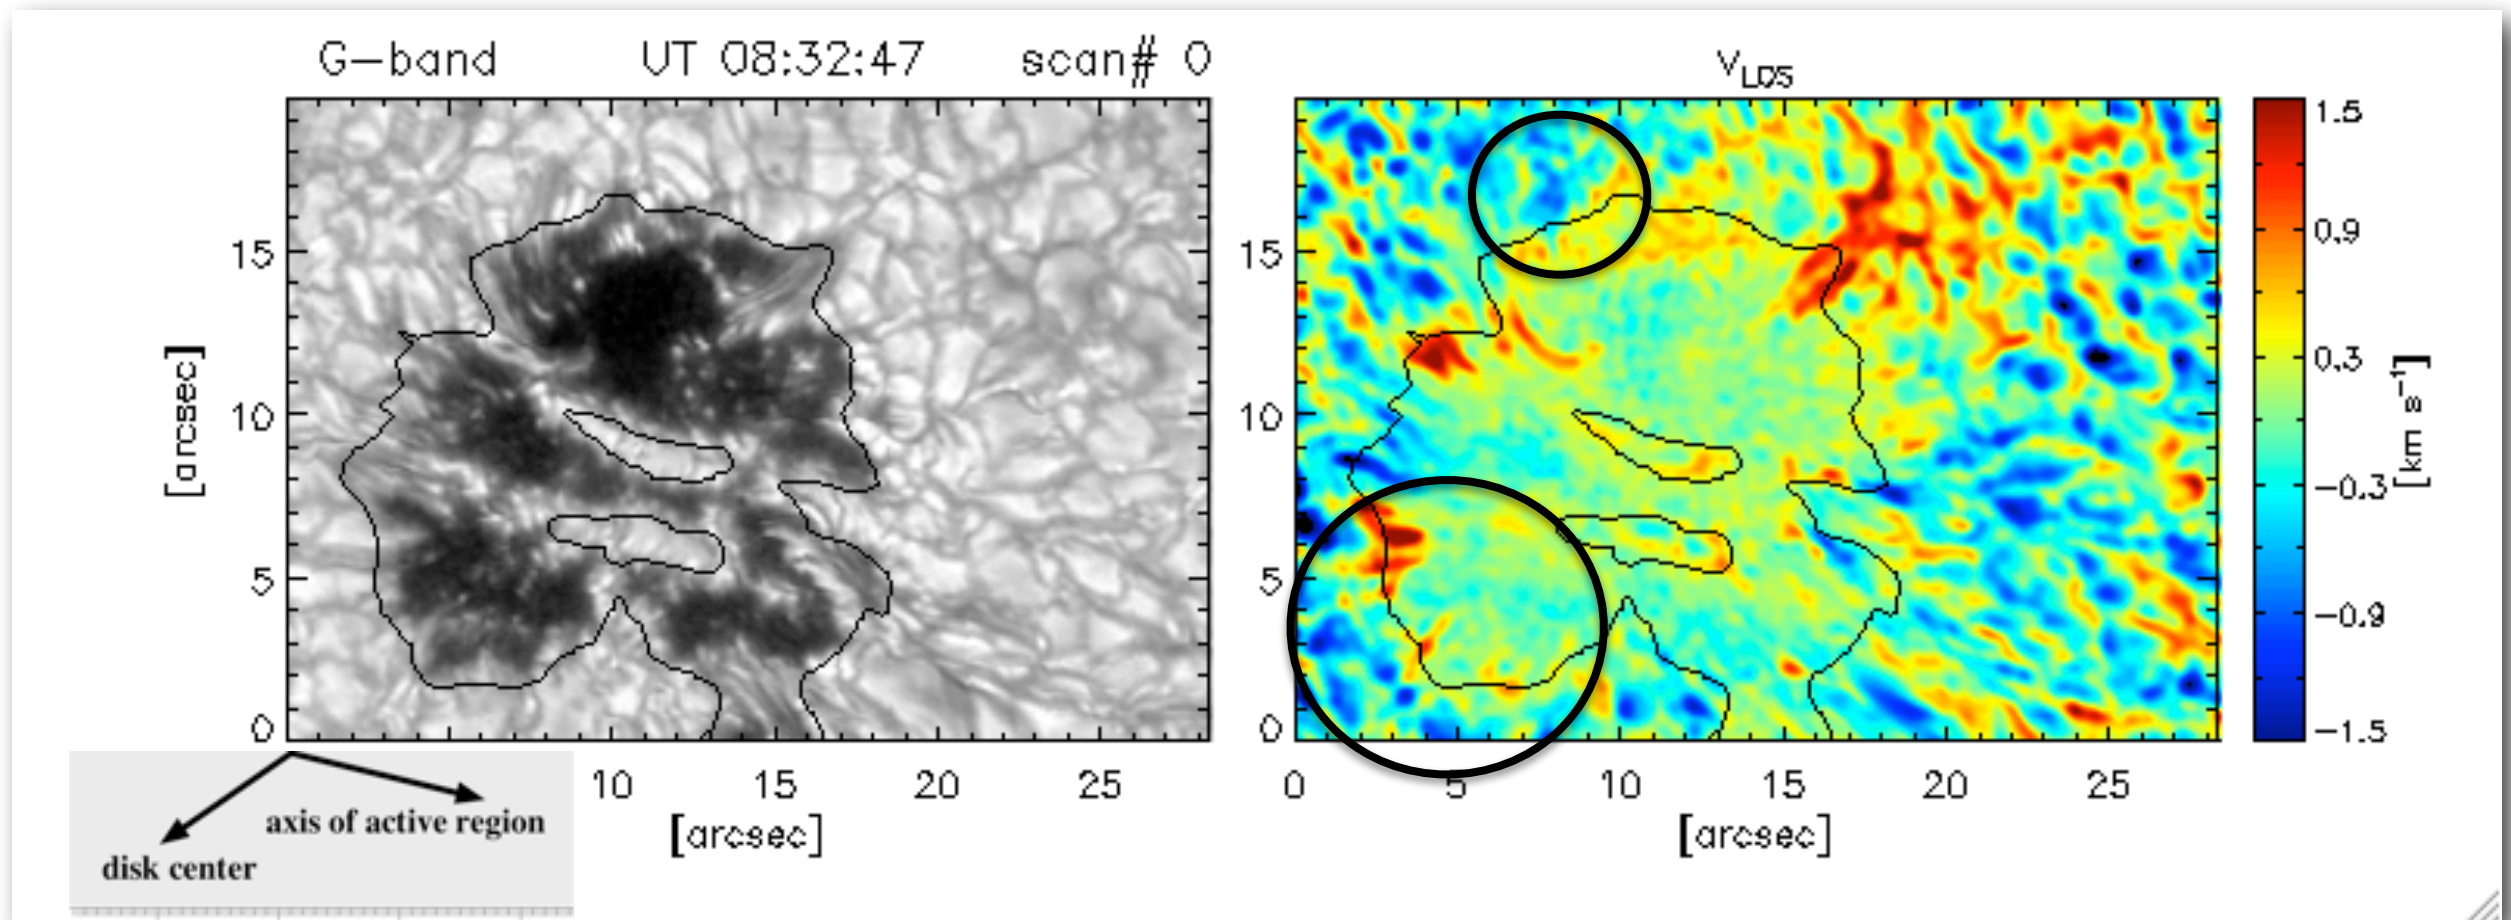 G-band UT 08:32:47 scan# 0
15
10
5
0
[arcsec]
10 15 20 25
[arcsec]
axis of active region
disk center
VLOS
15
10
5
0
0 5 10 15 20 25
[arcsec]
1.5
0.9
0.3
-0.3
-0.9
-1.5
[km s-1]